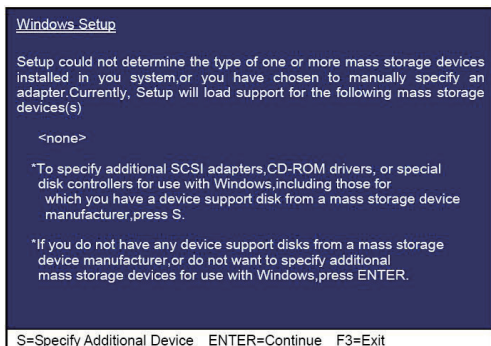 Windows Setup
Setup could not determine the type of one or more mass storage devices
installed in you system,or you have chosen to manually specify an
adapter.Currently, Setup will load support for the following mass storage
devices(s)
<none>
*To specify additional SCSI adapters,CD-ROM drivers, or special
disk controllers for use with Windows,including those for
which you have a device support disk from a mass storage device
manufacturer,press S.
*If you do not have any device support disks from a mass storage
device manufacturer,or do not want to specify additional
mass storage devices for use with Windows,press ENTER.
S=Specify Additional Device ENTER=Continue F3=Exit